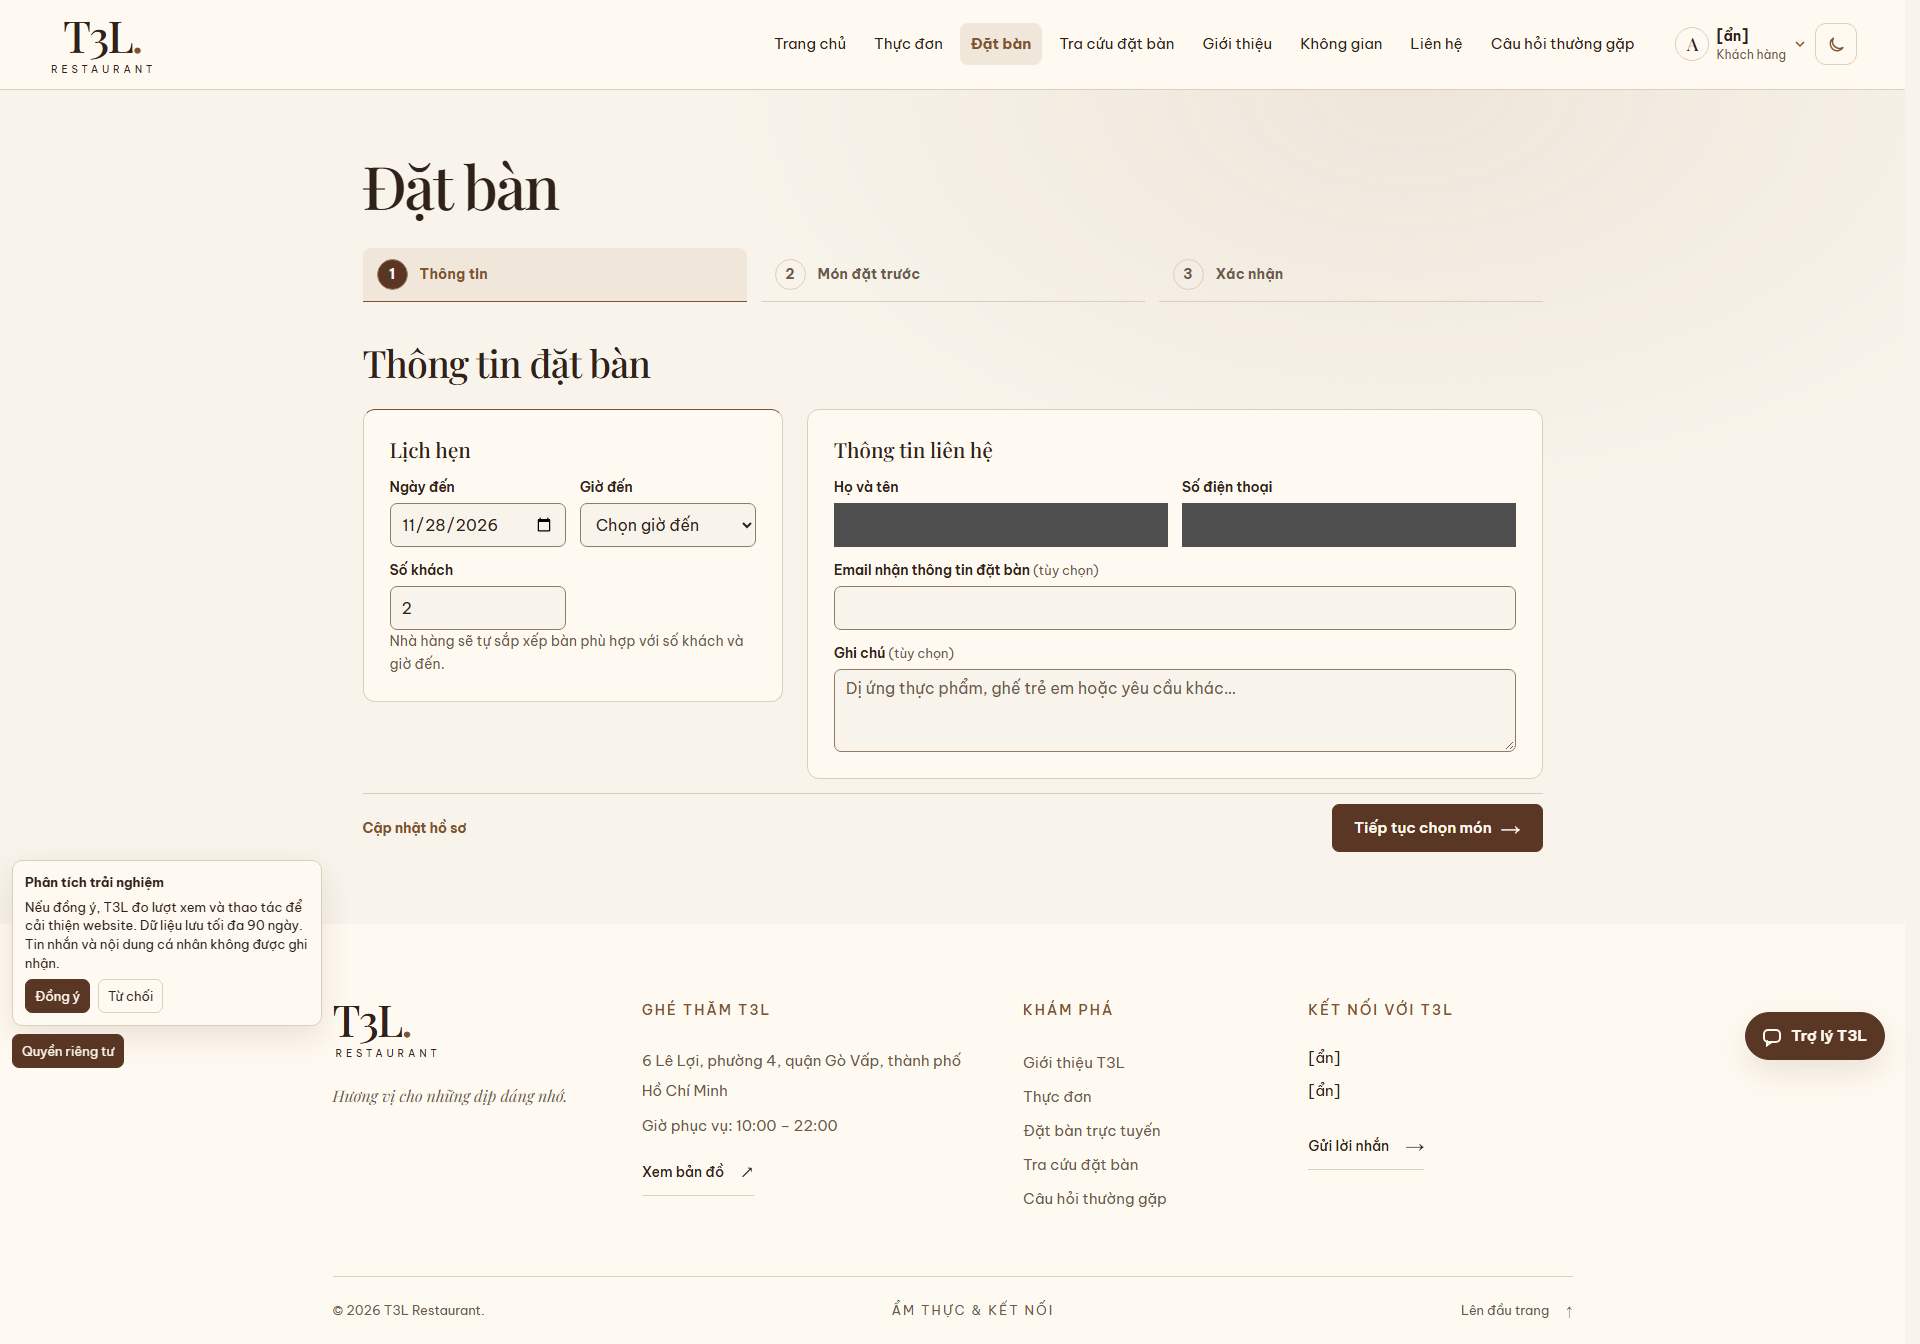 T3L.
RESTAURANT
Trang chủ
Thực đơn
Đặt bàn
Tra cứu đặt bàn
Giới thiệu
Không gian
Liên hệ
Câu hỏi thường gặp
A
[ẩn]
Khách hàng
Đặt bàn
1 Thông tin
2 Món đặt trước
3 Xác nhận
Thông tin đặt bàn
Lịch hẹn
Ngày đến
Giờ đến
11/28/2026
Chọn giờ đến
Số khách
2
Nhà hàng sẽ tự sắp xếp bàn phù hợp với số khách và
giờ đến.
Thông tin liên hệ
Họ và tên
Số điện thoại
Email nhận thông tin đặt bàn (tùy chọn)
Ghi chú (tùy chọn)
Dị ứng thực phẩm, ghế trẻ em hoặc yêu cầu khác...
Cập nhật hồ sơ
Tiếp tục chọn món →
Phân tích trải nghiệm
Nếu đồng ý, T3L đo lượt xem và thao tác để
cải thiện website. Dữ liệu lưu tối đa 90 ngày.
Tin nhắn và nội dung cá nhân không được ghi
nhận.
Đồng ý
Từ chối
Quyền riêng tư
T3L.
RESTAURANT
Hương vị cho những dịp đáng nhớ.
GHÉ THĂM T3L
6 Lê Lợi, phường 4, quận Gò Vấp, thành phố
Hồ Chí Minh
Giờ phục vụ: 10:00 – 22:00
Xem bản đồ ↗
KHÁM PHÁ
Giới thiệu T3L
Thực đơn
Đặt bàn trực tuyến
Tra cứu đặt bàn
Câu hỏi thường gặp
KẾT NỐI VỚI T3L
[ẩn]
[ẩn]
Gửi lời nhắn →
Trợ lý T3L
© 2026 T3L Restaurant.
ẨM THỰC & KẾT NỐI
Lên đầu trang ↑